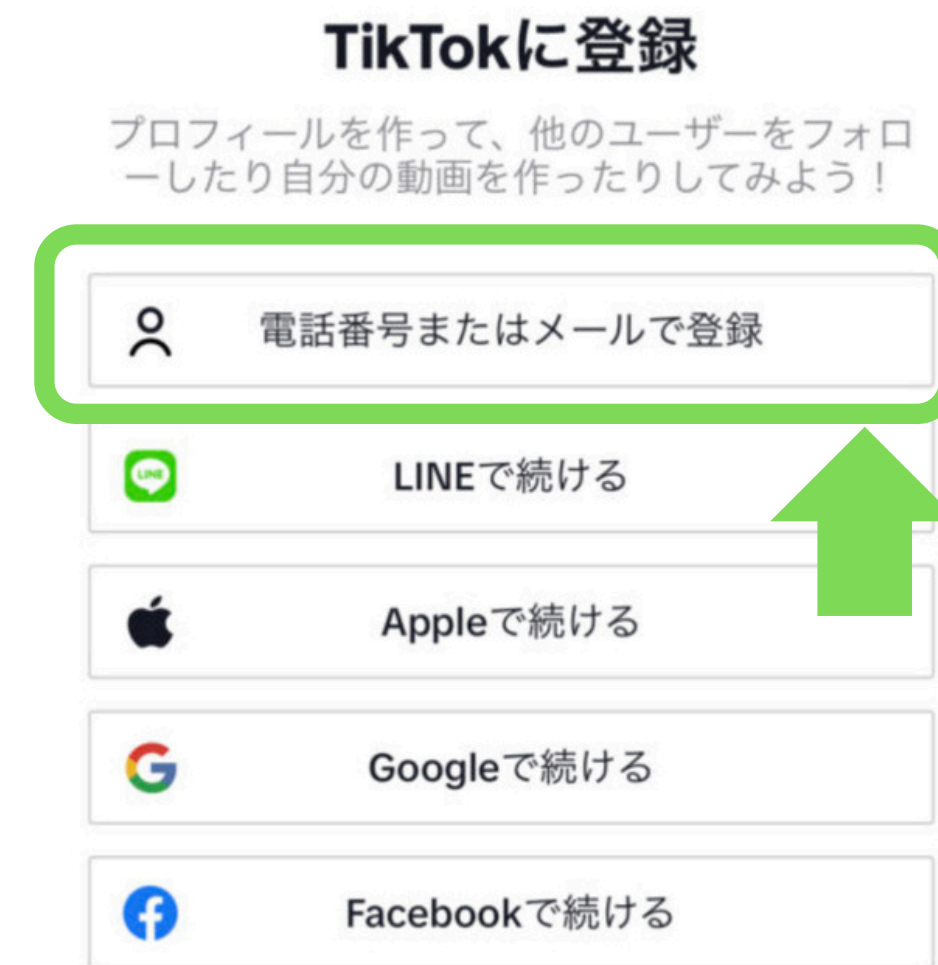 TikTokに登録
プロフィールを作って、他のユーザーをフォロ
ーしたり自分の動画を作ったりしてみよう！
電話番号またはメールで登録
LINE
LINEで続ける
Appleで続ける
Googleで続ける
Facebookで続ける